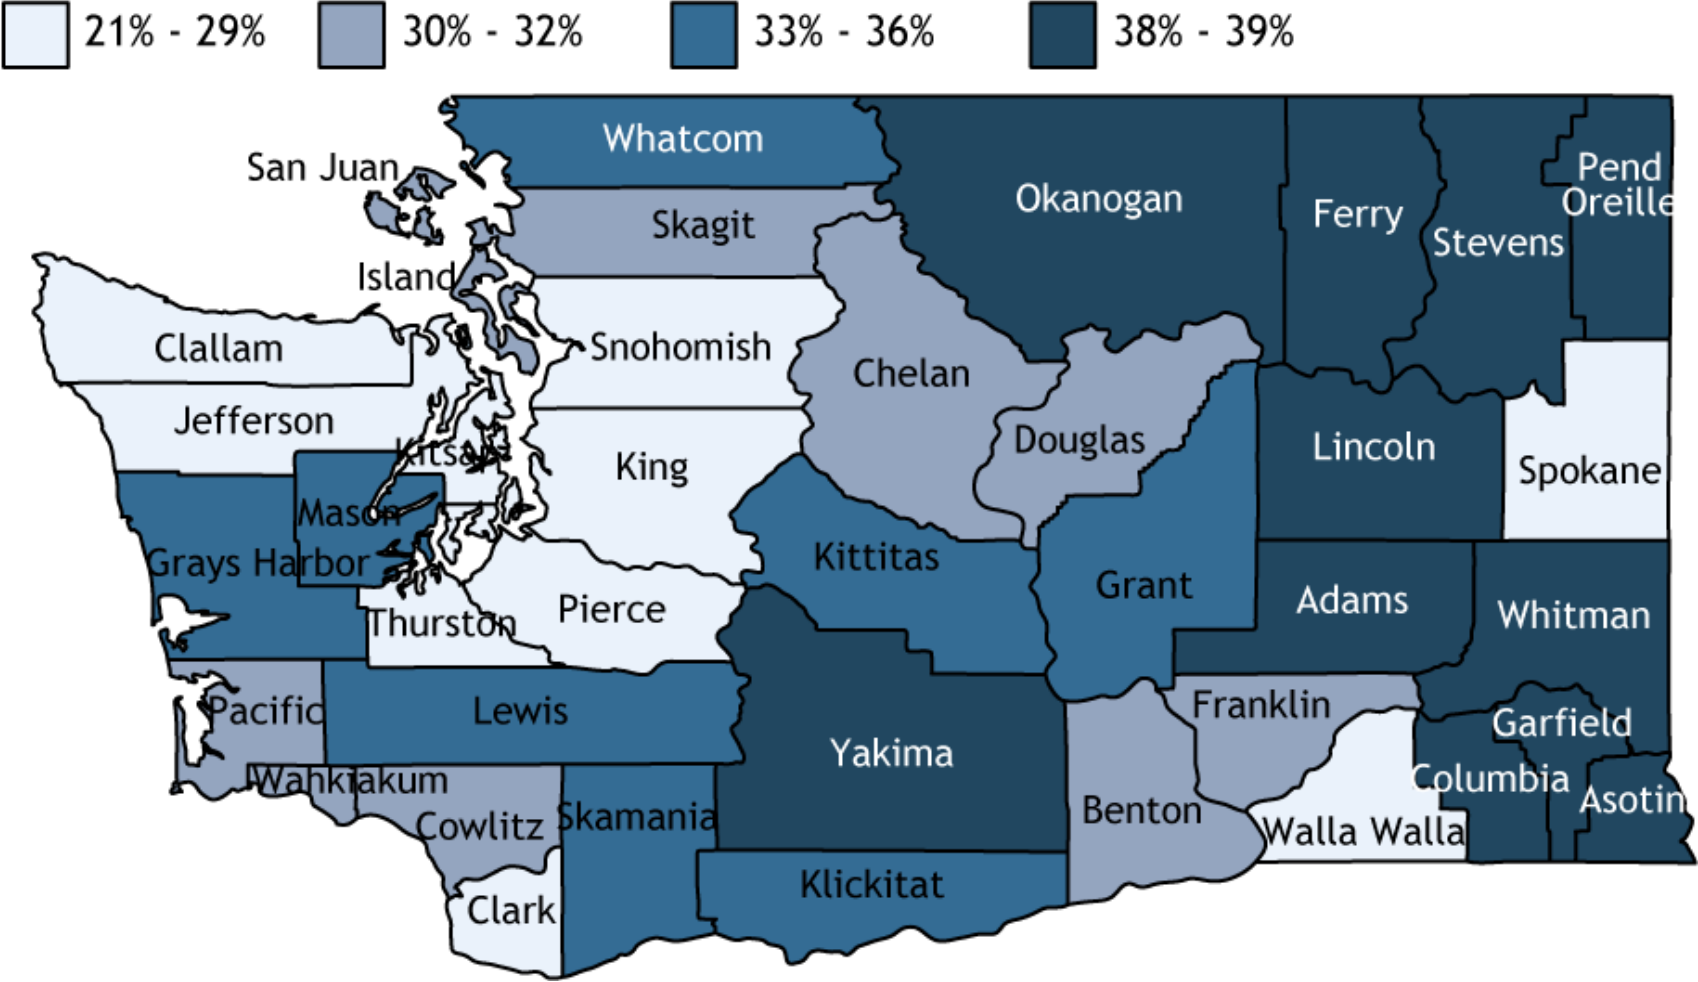 21% - 29%
30% - 32%
33% - 36%
38% - 39%
Whatcom
San Juan
Okanogan
Pend
Oreille
Ferry
Skagit
Stevens
Island
Clallam
Snohomish
Chelan
Jefferson
Douglas
Lincoln
Kitsap
King
Spokane
Mason
Grays Harbor
Kittitas
Grant
Adams
Whitman
Thurston
Pierce
Pacific
Lewis
Franklin
Garfield
Yakima
Wahkiakum
Columbia
Asotin
Cowlitz
Skamania
Benton
Walla Walla
Clark
Klickitat